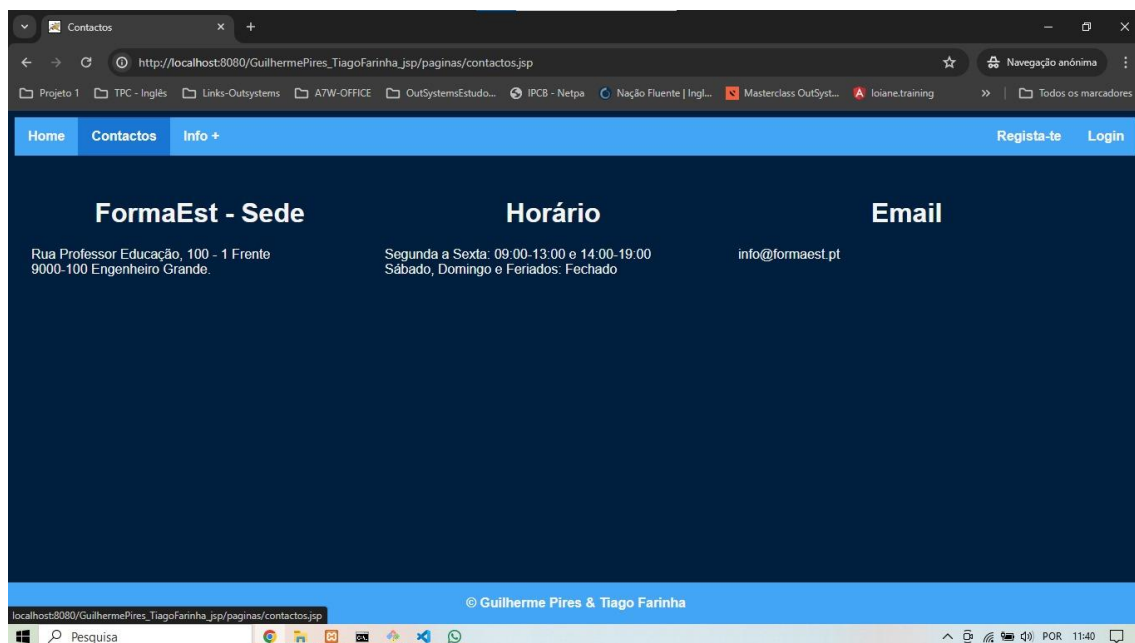 Contactos
http://localhost:8080/GuilhermePires_TiagoFarinha_jsp/paginas/contactos.jsp
Navegação anónima
Projeto 1 TPC - Inglês Links-Outsystems A7W-OFFICE OutSystemsEstudo... IPCB - Netpa Nação Fluente | Ingl... Masterclass OutSyst... loiane.training » Todos os marcadores
Home Contactos Info + Regista-te Login
FormaEst - Sede Horário Email
Rua Professor Educação, 100 - 1 Frente Segunda a Sexta: 09:00-13:00 e 14:00-19:00 info@formaest.pt
9000-100 Engenheiro Grande. Sábado, Domingo e Feriados: Fechado
© Guilherme Pires & Tiago Farinha
localhost:8080/GuilhermePires_TiagoFarinha_jsp/paginas/contactos.jsp
Pesquisa POR 11:40